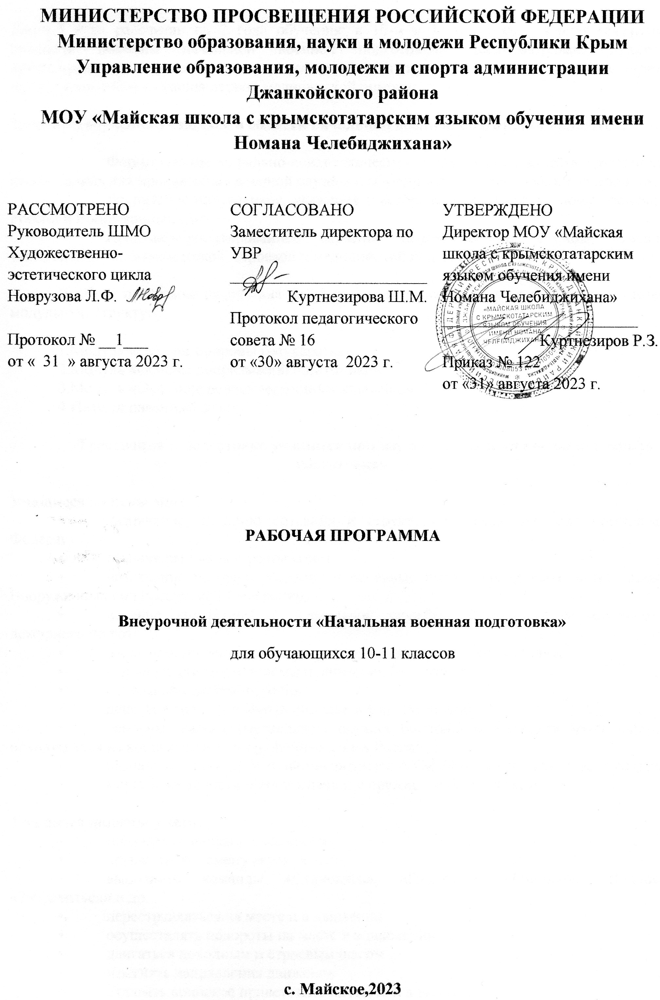 МИНИСТЕРСТВО ПРОСВЕЩЕНИЯ РОССИЙСКОЙ ФЕДЕРАЦИИ
Министерство образования, науки и молодежи Республики Крым
Управление образования, молодежи и спорта администрации
Джанкойского района
МОУ «Майская школа с крымскотатарским языком обучения имени
Номана Челебиджихана»
РАССМОТРЕНО
Руководитель ШМО
Художественно-
эстетического цикла
Новрузова Л.Ф.
Протокол № __1___
от «  31  » августа 2023 г.
СОГЛАСОВАНО
Заместитель директора по
УВР
Куртнезирова Ш.М.
Протокол педагогического
совета № 16
от «30» августа  2023 г.
УТВЕРЖДЕНО
Директор МОУ «Майская
школа с крымскотатарским
языком обучения имени
Номана Челебиджихана»
Куртнезиров Р.З.
Приказ № 122
от «31» августа 2023 г.
«МАЙСКАЯ ШКОЛА
С КРЫМСКОТАТАРСКИМ
ЯЗЫКОМ ОБУЧЕНИЯ
ИМЕНИ НОМАНА
ЧЕЛЕБИДЖИХАНА»
РАБОЧАЯ ПРОГРАММА
Внеурочной деятельности «Начальная военная подготовка»
для обучающихся 10-11 классов
с. Майское,2023